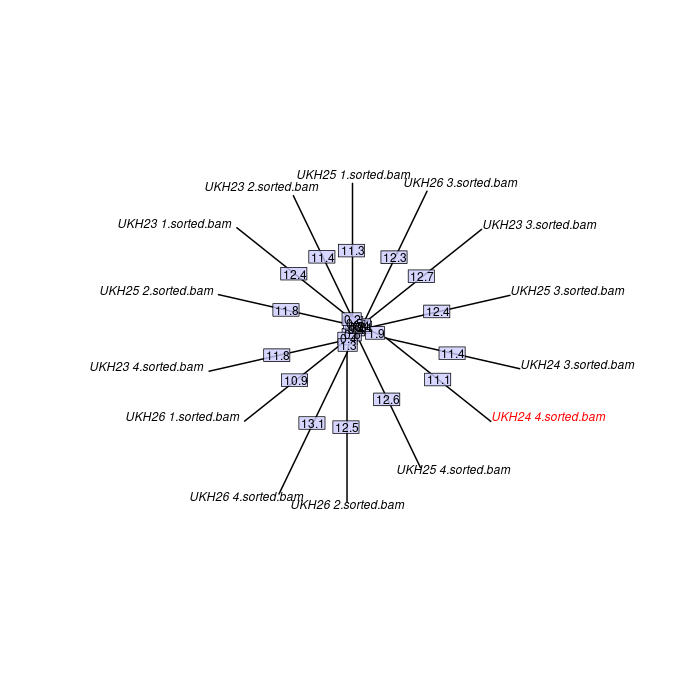 UKH25 1.sorted.bam
UKH26 3.sorted.bam
UKH23 2.sorted.bam
UKH23 1.sorted.bam
UKH23 3.sorted.bam
11.3
11.4
12.3
12.4
12.7
UKH25 2.sorted.bam
UKH25 3.sorted.bam
11.8
12.4
0.2
1.9
1.3
11.8
11.4
UKH23 4.sorted.bam
UKH24 3.sorted.bam
10.9
11.1
12.6
UKH26 1.sorted.bam
UKH24 4.sorted.bam
13.1
12.5
UKH25 4.sorted.bam
UKH26 4.sorted.bam
UKH26 2.sorted.bam